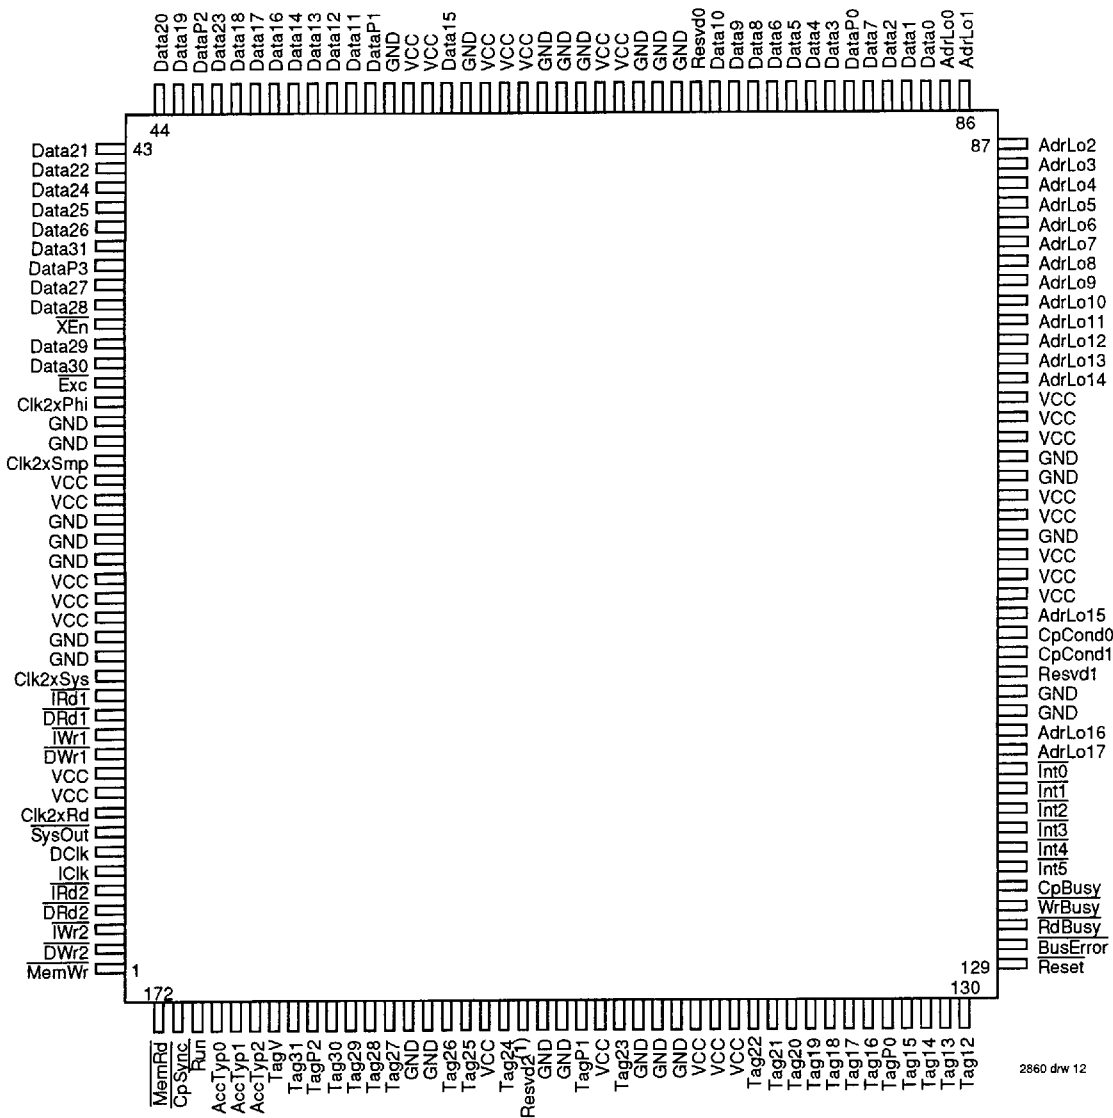 Data20
Data19
DataP2
Data23
Data18
Data17
Data16
Data14
Data13
Data12
Data11
DataP1
GND
VCC
VCC
Data15
GND
VCC
VCC
VCC
GND
GND
GND
VCC
VCC
GND
GND
GND
Resvd0
Data10
Data9
Data8
Data6
Data5
Data4
Data3
DataP0
Data7
Data2
Data1
Data0
AdrLo0
AdrLo1
44
86
43
87
Data21
Data22
Data24
Data25
Data26
Data31
DataP3
Data27
Data28
XEn
Data29
Data30
Exc
Clk2xPhi
GND
GND
Clk2xSmp
VCC
VCC
GND
GND
GND
VCC
VCC
VCC
GND
GND
Clk2xSys
IRd1
DRd1
IWr1
DWr1
VCC
VCC
Clk2xRd
SysOut
DClk
IClk
IRd2
DRd2
IWr2
DWr2
MemWr
AdrLo2
AdrLo3
AdrLo4
AdrLo5
AdrLo6
AdrLo7
AdrLo8
AdrLo9
AdrLo10
AdrLo11
AdrLo12
AdrLo13
AdrLo14
VCC
VCC
VCC
GND
GND
VCC
VCC
GND
VCC
VCC
VCC
AdrLo15
CpCond0
CpCond1
Resvd1
GND
GND
AdrLo16
AdrLo17
Int0
Int1
Int2
Int3
Int4
Int5
CpBusy
WrBusy
RdBusy
BusError
Reset
1
129
172
130
MemRd
CpSync
Run
AccTyp0
AccTyp1
AccTyp2
TagV
Tag31
TagP2
Tag30
Tag29
Tag28
Tag27
GND
GND
Tag26
Tag25
VCC
Tag24
Resvd2(1)
GND
GND
TagP1
VCC
Tag23
GND
GND
GND
VCC
VCC
VCC
Tag22
Tag21
Tag20
Tag19
Tag18
Tag17
Tag16
TagP0
Tag15
Tag14
Tag13
Tag12
2860 drw 12